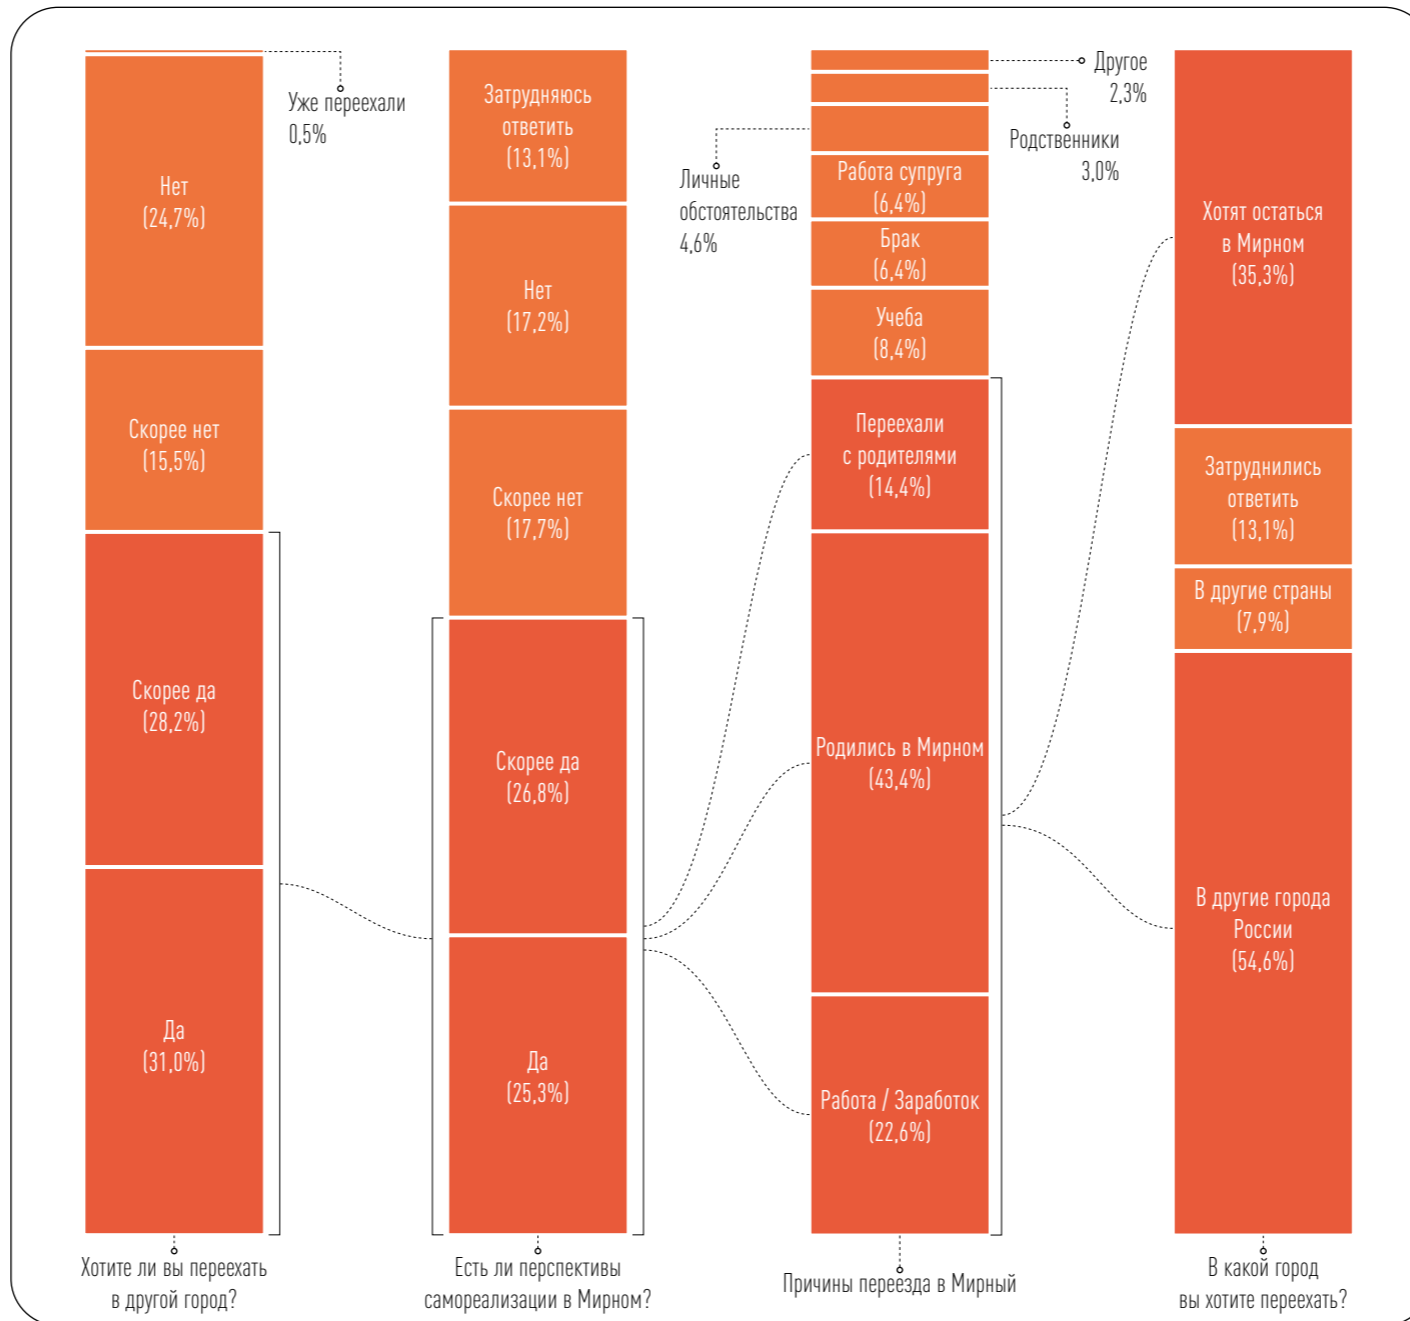 Уже переехали
0,5%
Нет
(24,7%)
Скорее нет
(15,5%)
Скорее да
(28,2%)
Да
(31,0%)
Хотите ли вы переехать
в другой город?
Затрудняюсь
ответить
(13,1%)
Нет
(17,2%)
Скорее нет
(17,7%)
Скорее да
(26,8%)
Да
(25,3%)
Есть ли перспективы
самореализации в Мирном?
Другое
2,3%
Родственники
3,0%
Личные
обстоятельства
4,6%
Работа супруга
(6,4%)
Брак
(6,4%)
Учеба
(8,4%)
Переехали
с родителями
(14,4%)
Родились в Мирном
(43,4%)
Работа / Заработок
(22,6%)
Причины переезда в Мирный
Хотят остаться
в Мирном
(35,3%)
Затруднились
ответить
(13,1%)
В другие страны
(7,9%)
В другие города
России
(54,6%)
В какой город
вы хотите переехать?